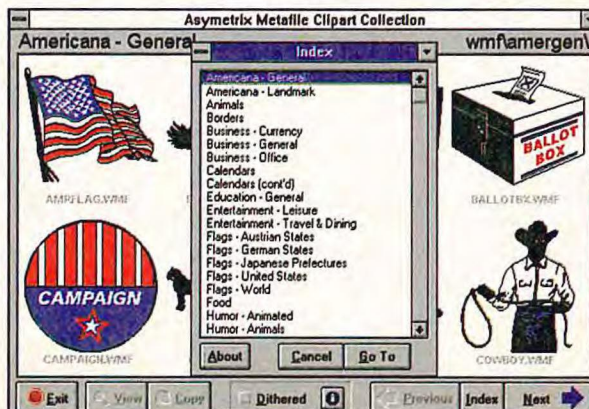 Asymetrix Metafile Clipart Collection
Americana - General
wmf\amergen\
Index
Americana - General
Americana - Landmark
Animals
Borders
Business - Currency
Business - General
Business - Office
Calendars
Calendars (cont'd)
Education - General
Entertainment - Leisure
Entertainment - Travel & Dining
Flags - Austrian States
Flags - German States
Flags - Japanese Prefectures
Flags - United States
Flags - World
Food
Humor - Animated
Humor - Animals
About
Cancel
Go To
BALLOT
BOX
AMRFLAG.WMF
BALLOTBX.WMF
CAMPAIGN
CAMPAIGN.WMF
COWBOY.WMF
Exit
View
Copy
Dithered
Previous
Index
Next